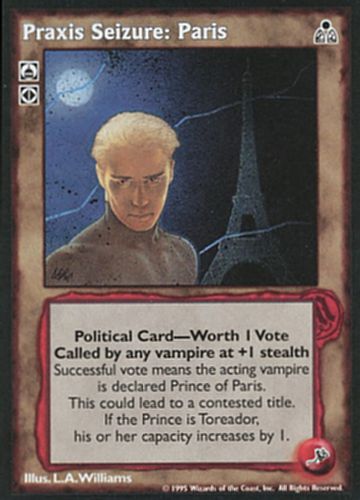 Praxis Seizure: Paris
Political Card—Worth 1 Vote
Called by any vampire at +1 stealth
Successful vote means the acting vampire
is declared Prince of Paris.
This could lead to a contested title.
If the Prince is Toreador,
his or her capacity increases by 1.
Illus. L.A.Williams
© 1995 Wizards of the Coast, Inc. All Rights Reserved.